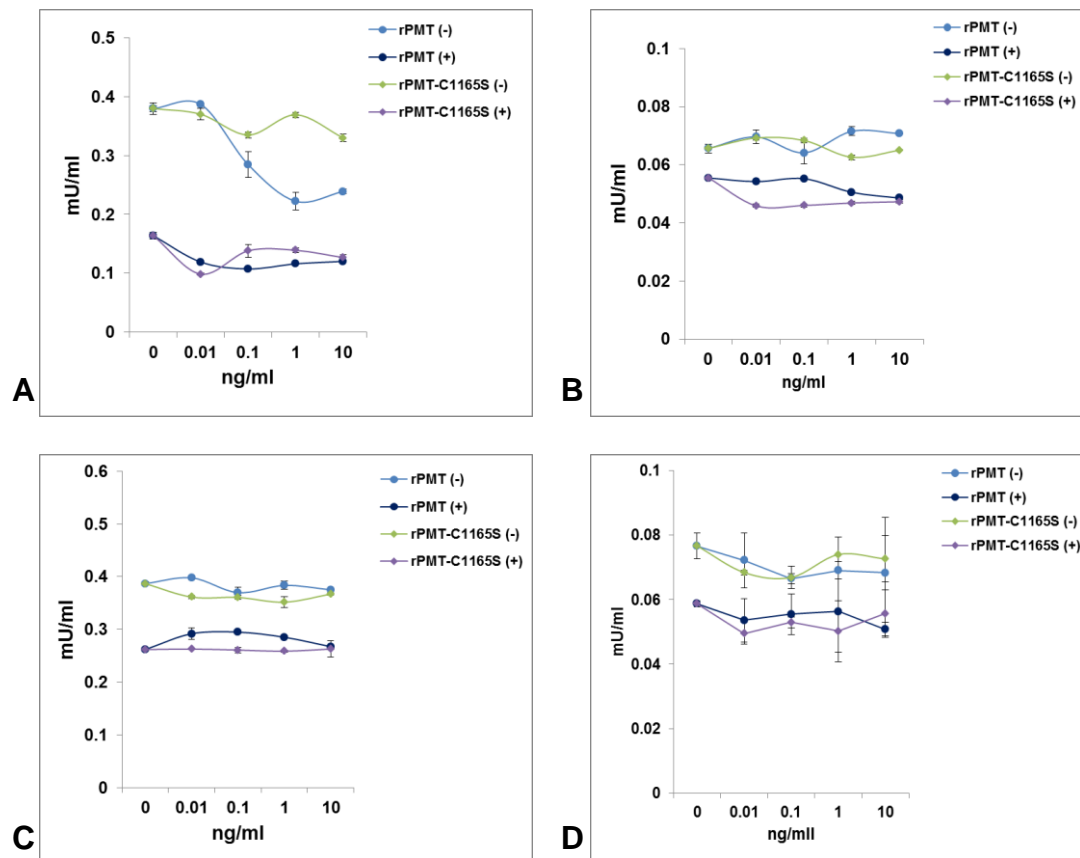 0.5
0.4
0.3
0.2
0.1
0
mU/ml
0 0.01 0.1 1 10
ng/ml
rPMT (-)
rPMT (+)
rPMT-C1165S (-)
rPMT-C1165S (+)
A
0.1
0.08
0.06
0.04
0.02
0
mU/ml
0 0.01 0.1 1 10
ng/ml
rPMT (-)
rPMT (+)
rPMT-C1165S (-)
rPMT-C1165S (+)
B
0.6
0.5
0.4
0.3
0.2
0.1
0
mU/ml
0 0.01 0.1 1 10
ng/ml
rPMT (-)
rPMT (+)
rPMT-C1165S (-)
rPMT-C1165S (+)
C
0.1
0.08
0.06
0.04
0.02
0
mU/ml
0 0.01 0.1 1 10
ng/mll
rPMT (-)
rPMT (+)
rPMT-C1165S (-)
rPMT-C1165S (+)
D